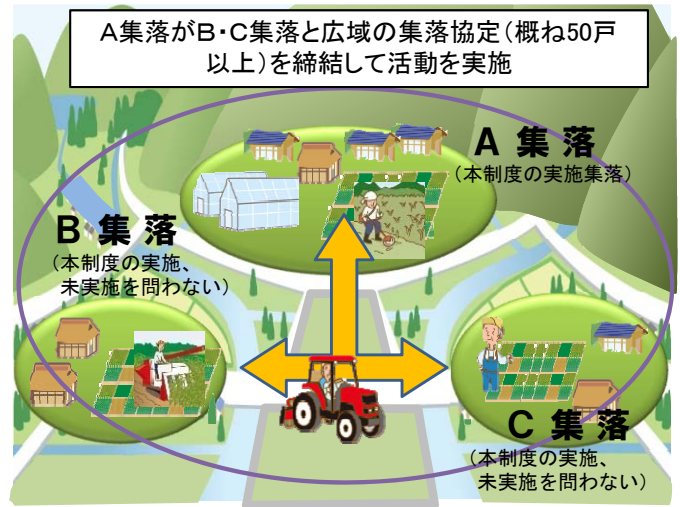 A集落がB・C集落と広域の集落協定(概ね50戸
以上)を締結して活動を実施
A 集 落
(本制度の実施集落)
B 集 落
(本制度の実施、
未実施を問わない)
C 集 落
(本制度の実施、
未実施を問わない)